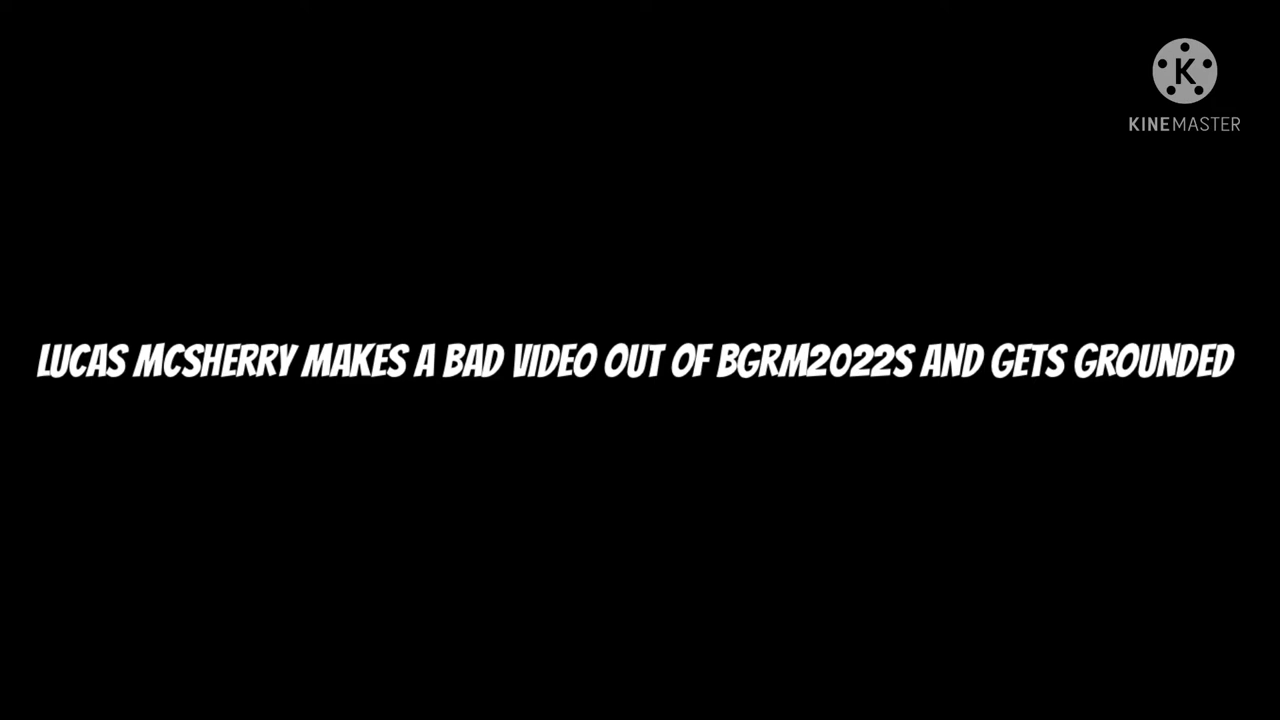 KINEMASTER
LUCAS MCSHERRY MAKES A BAD VIDEO OUT OF BGRM2022S AND GETS GROUNDED